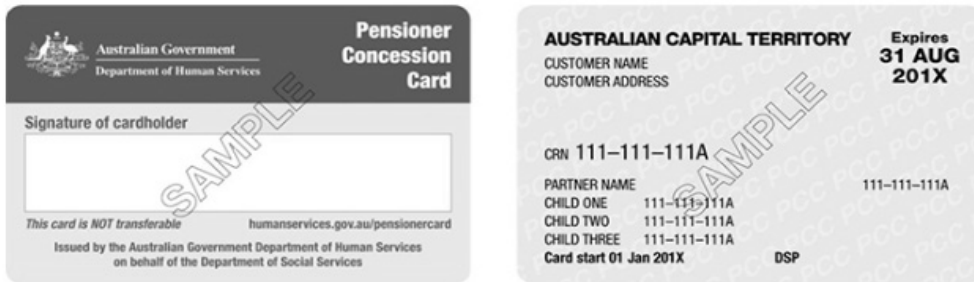 Australian Government
Department of Human Services
Pensioner
Concession
Card
Signature of cardholder
SAMPLE
This card is NOT transferable humanservices.gov.au/pensionercard
Issued by the Australian Government Department of Human Services
on behalf of the Department of Social Services
AUSTRALIAN CAPITAL TERRITORY
Expires
31 AUG
201X
CUSTOMER NAME
CUSTOMER ADDRESS
SAMPLE
CRN 111–111–111A
PARTNER NAME 111–111–111A
CHILD ONE 111–111–111A
CHILD TWO 111–111–111A
CHILD THREE 111–111–111A
Card start 01 Jan 201X DSP